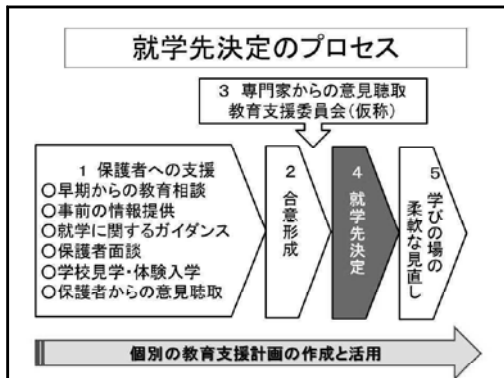 就学先決定のプロセス
3 専門家からの意見聴取
教育支援委員会(仮称)
1 保護者への支援
○早期からの教育相談
○事前の情報提供
○就学に関するガイダンス
○保護者面談
○学校見学・体験入学
○保護者からの意見聴取
2 合意形成
4 就学先決定
5 学びの場の
柔軟な見直し
個別の教育支援計画の作成と活用